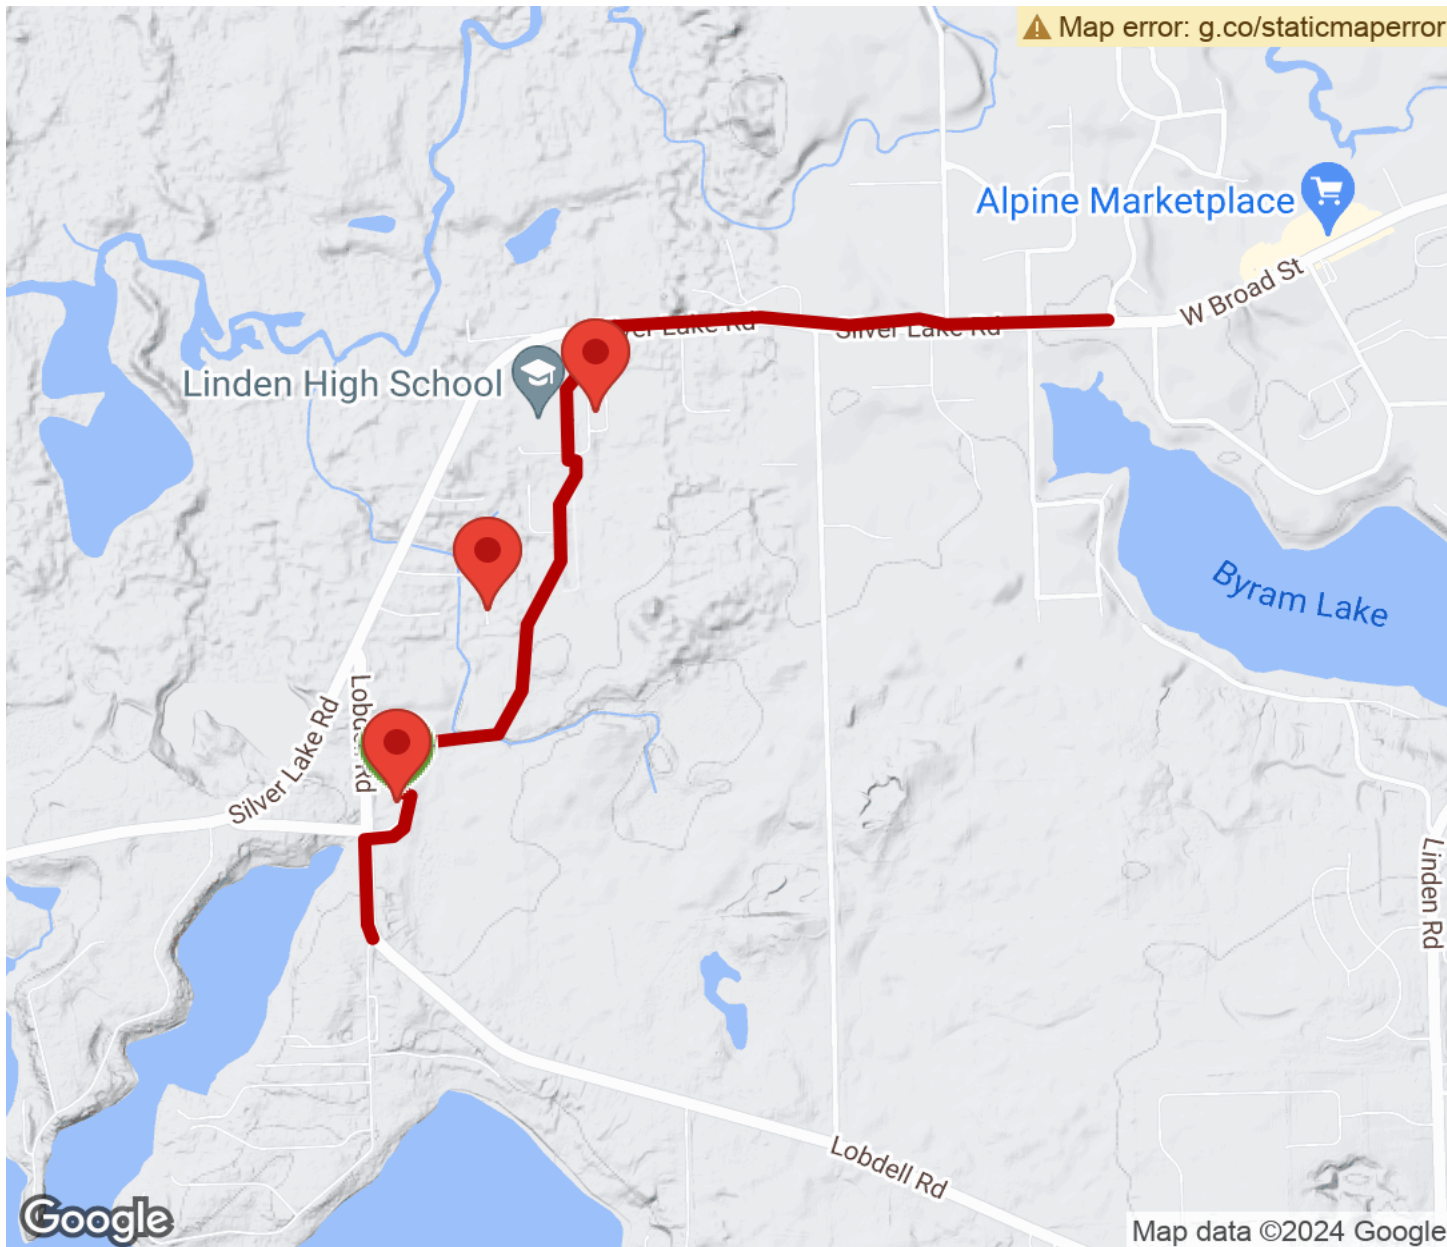 Map error: g.co/staticmaperror
Alpine Marketplace
W Broad St
Silver Lake Rd
Linden High School
Byram Lake
Rd
Silver Lake Rd
Linden Rd
Lobdell Rd
Google
Map data ©2024 Google